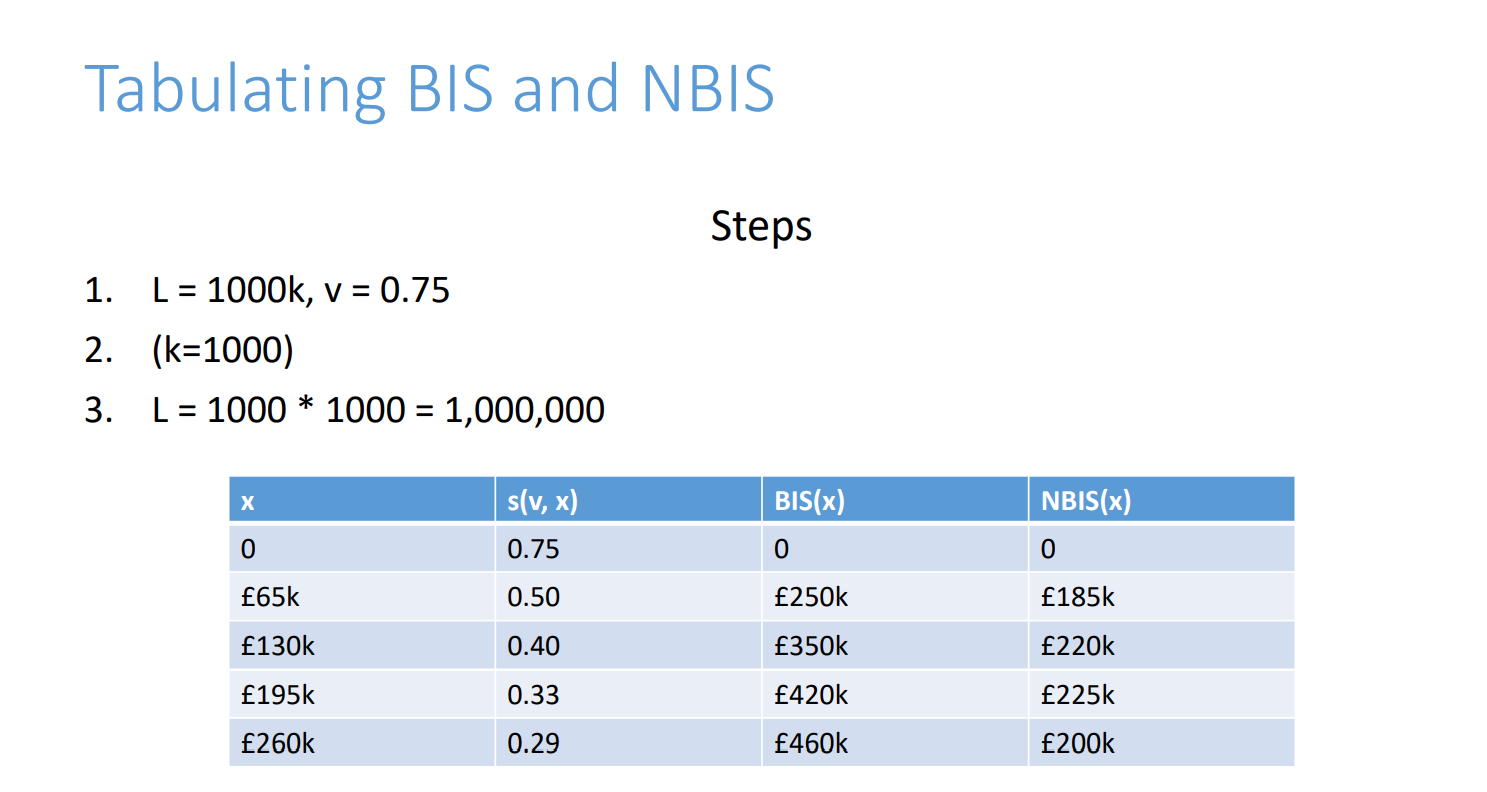 Tabulating BIS and NBIS
Steps
1. L = 1000k, v = 0.75
2. (k=1000)
3. L = 1000 * 1000 = 1,000,000
x s(v, x) BIS(x) NBIS(x)
0 0.75 0 0
£65k 0.50 £250k £185k
£130k 0.40 £350k £220k
£195k 0.33 £420k £225k
£260k 0.29 £460k £200k